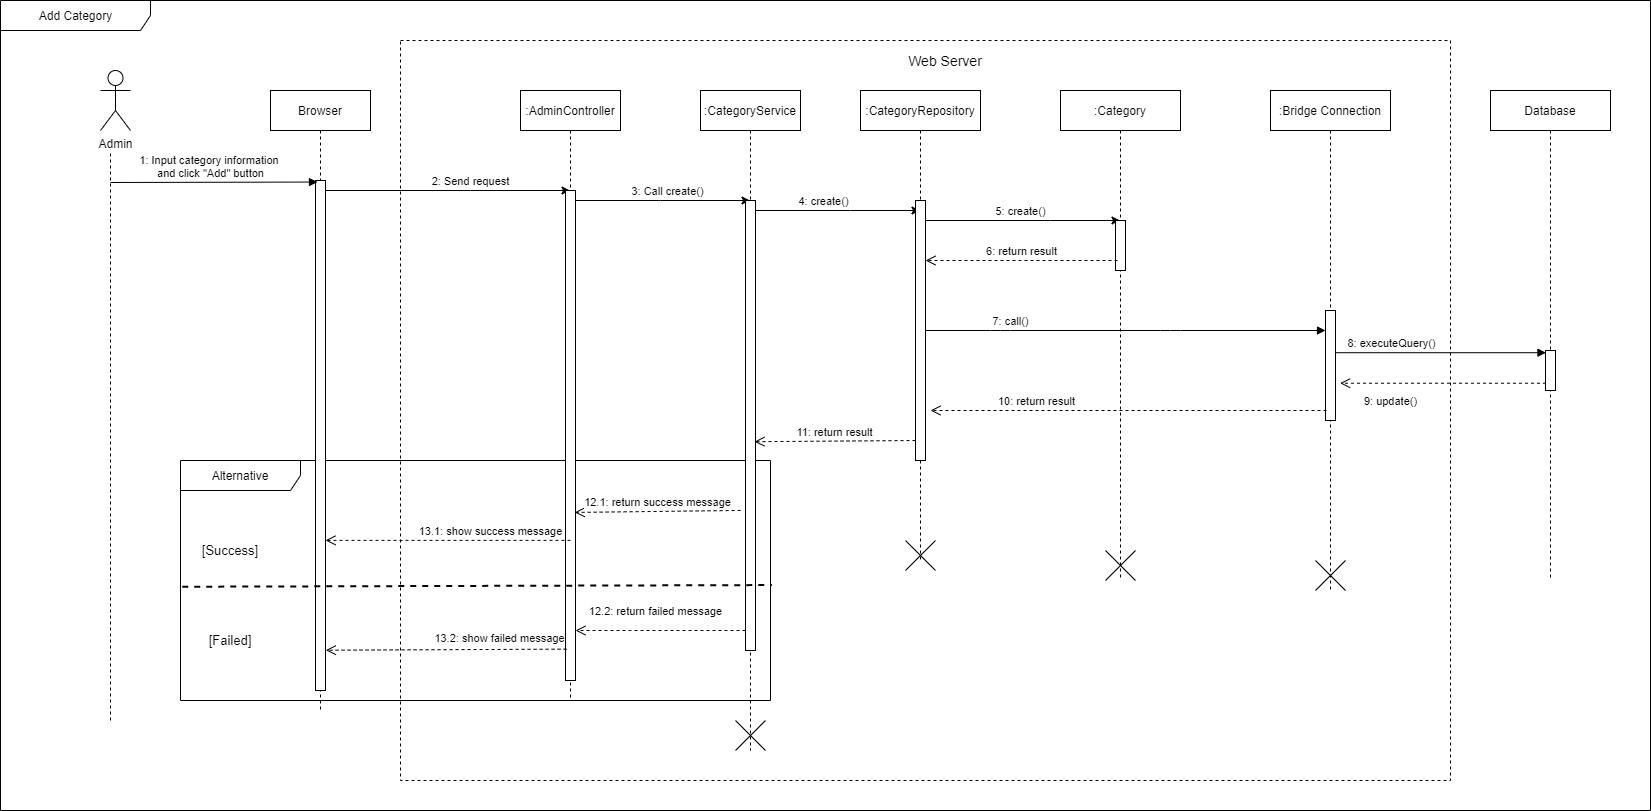 Add Category
Web Server
Admin
Browser
:AdminController
:CategoryService
:CategoryRepository
:Category
:Bridge Connection
Database
1: Input category information
and click "Add" button
2: Send request
3: Call create()
4: create()
5: create()
6: return result
7: call()
8: executeQuery()
9: update()
10: return result
11: return result
Alternative
12.1: return success message
13.1: show success message
[Success]
12.2: return failed message
13.2: show failed message
[Failed]